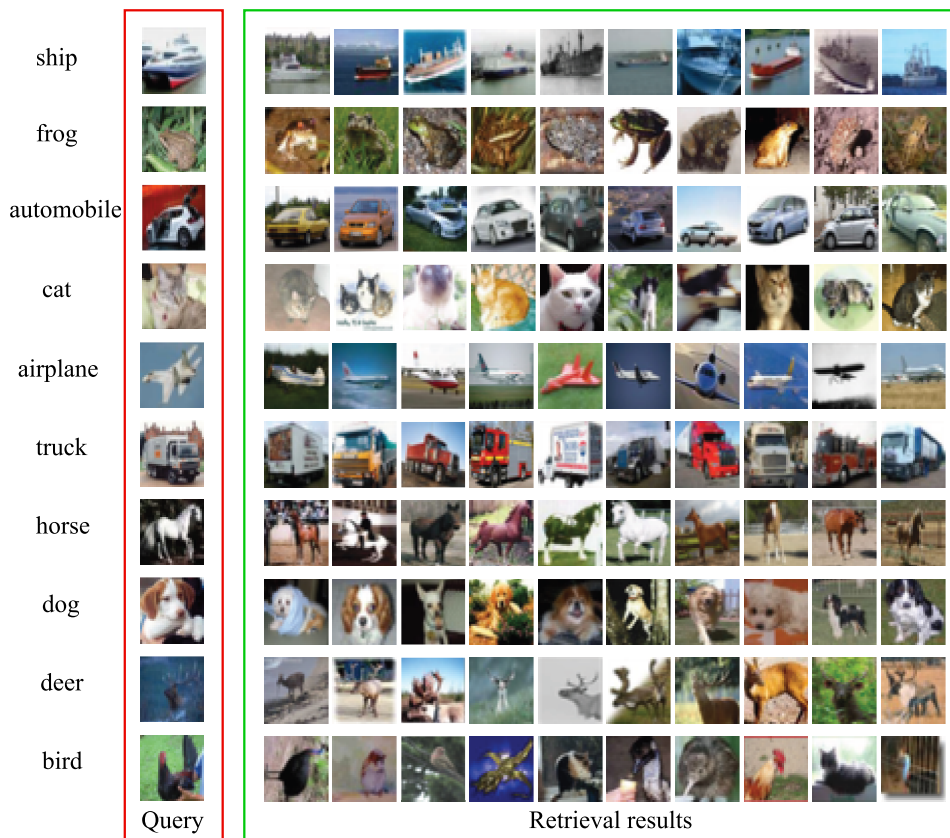 ship
frog
automobile
cat
airplane
truck
horse
dog
deer
bird
Query
Retrieval results